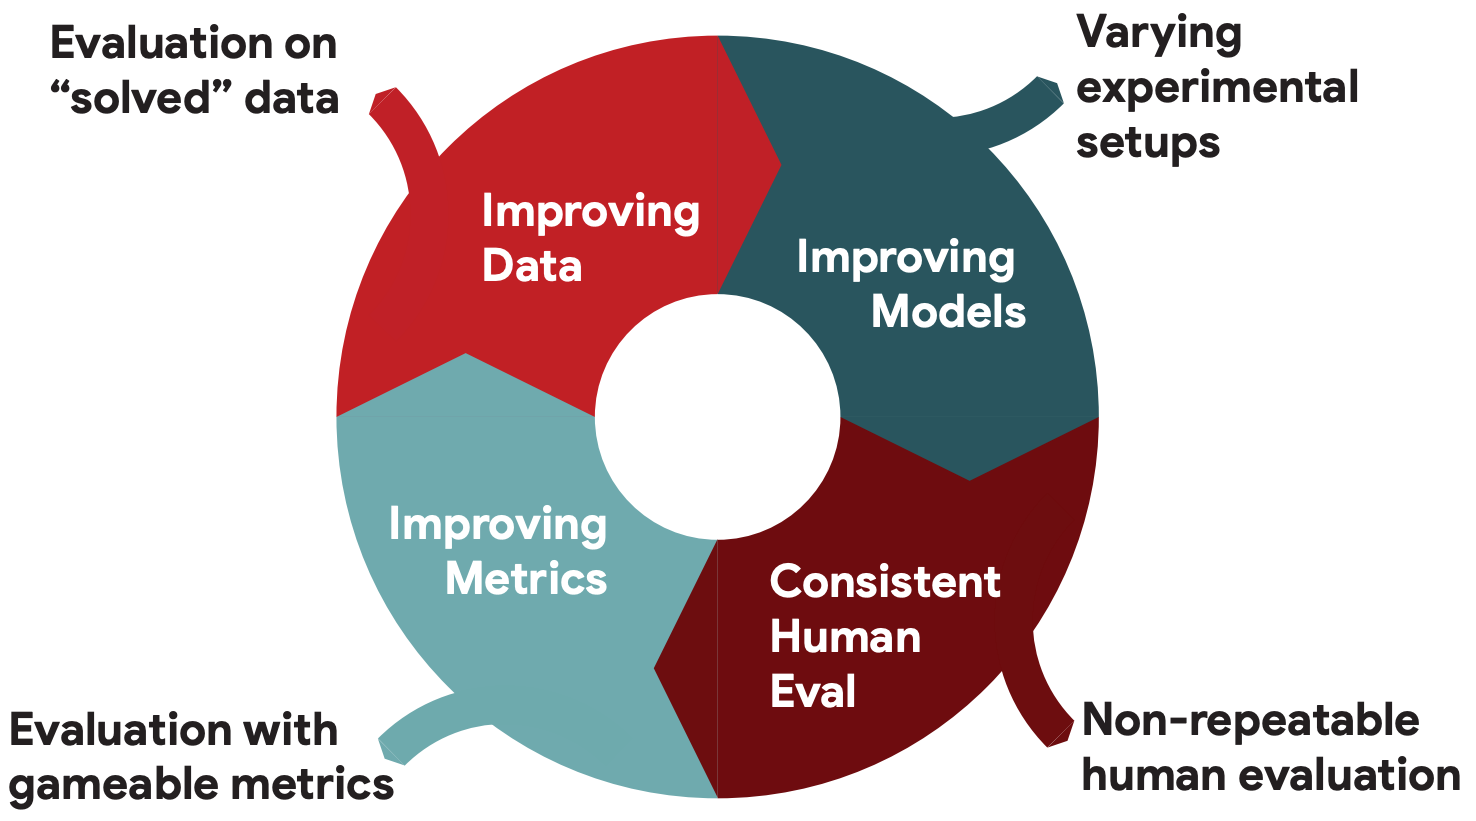 Evaluation on
“solved” data
Varying
experimental
setups
Improving
Data
Improving
Models
Improving
Metrics
Consistent
Human
Eval
Evaluation with
gameable metrics
Non-repeatable
human evaluation